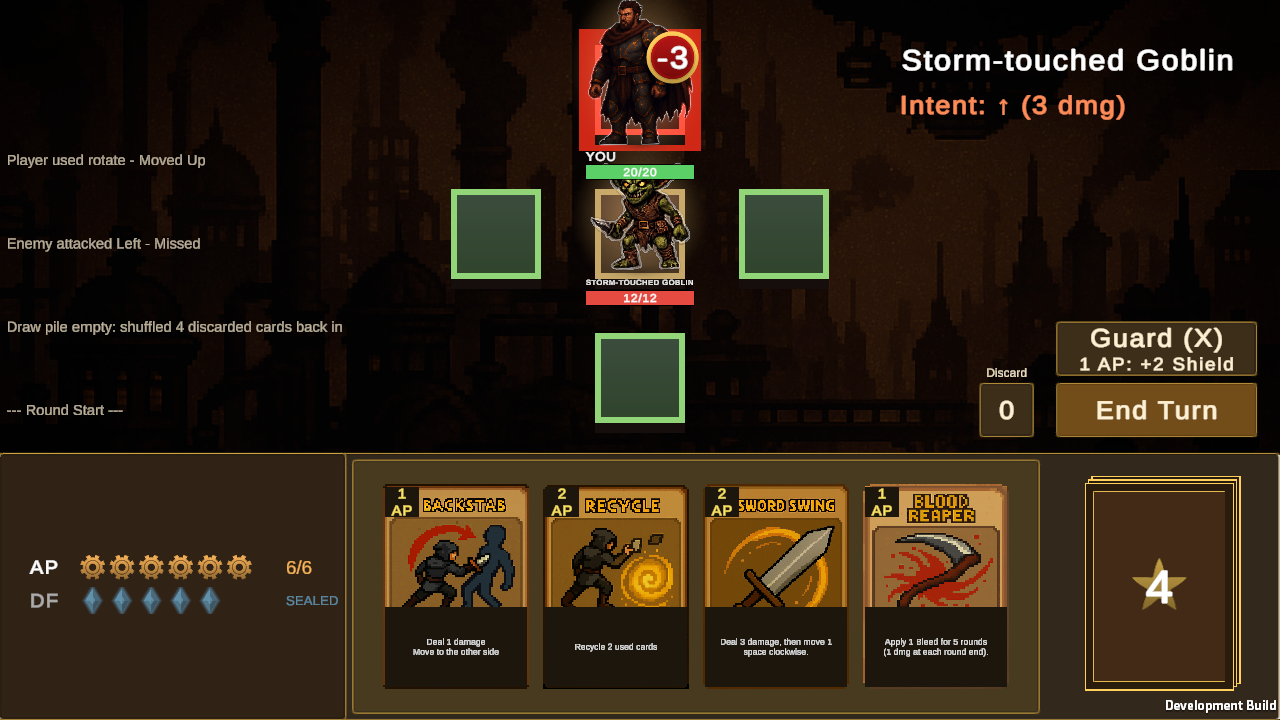 -3
Storm-touched Goblin
Intent: ↑ (3 dmg)
YOU
20/20
Player used rotate - Moved Up
Enemy attacked Left - Missed
STORM-TOUCHED GOBLIN
12/12
Draw pile empty: shuffled 4 discarded cards back in
Guard (X)
1 AP: +2 Shield
Discard
0
End Turn
--- Round Start ---
AP
6/6
DF
SEALED
1
AP
BACKSTAB
Deal 1 damage
Move to the other side
2
AP
RECYCLE
Recycle 2 used cards
2
AP
SWORD SWING
Deal 3 damage, then move 1
space clockwise.
1
AP
BLOOD
REAPER
Apply 1 Bleed for 5 rounds
(1 dmg at each round end).
4
Development Build